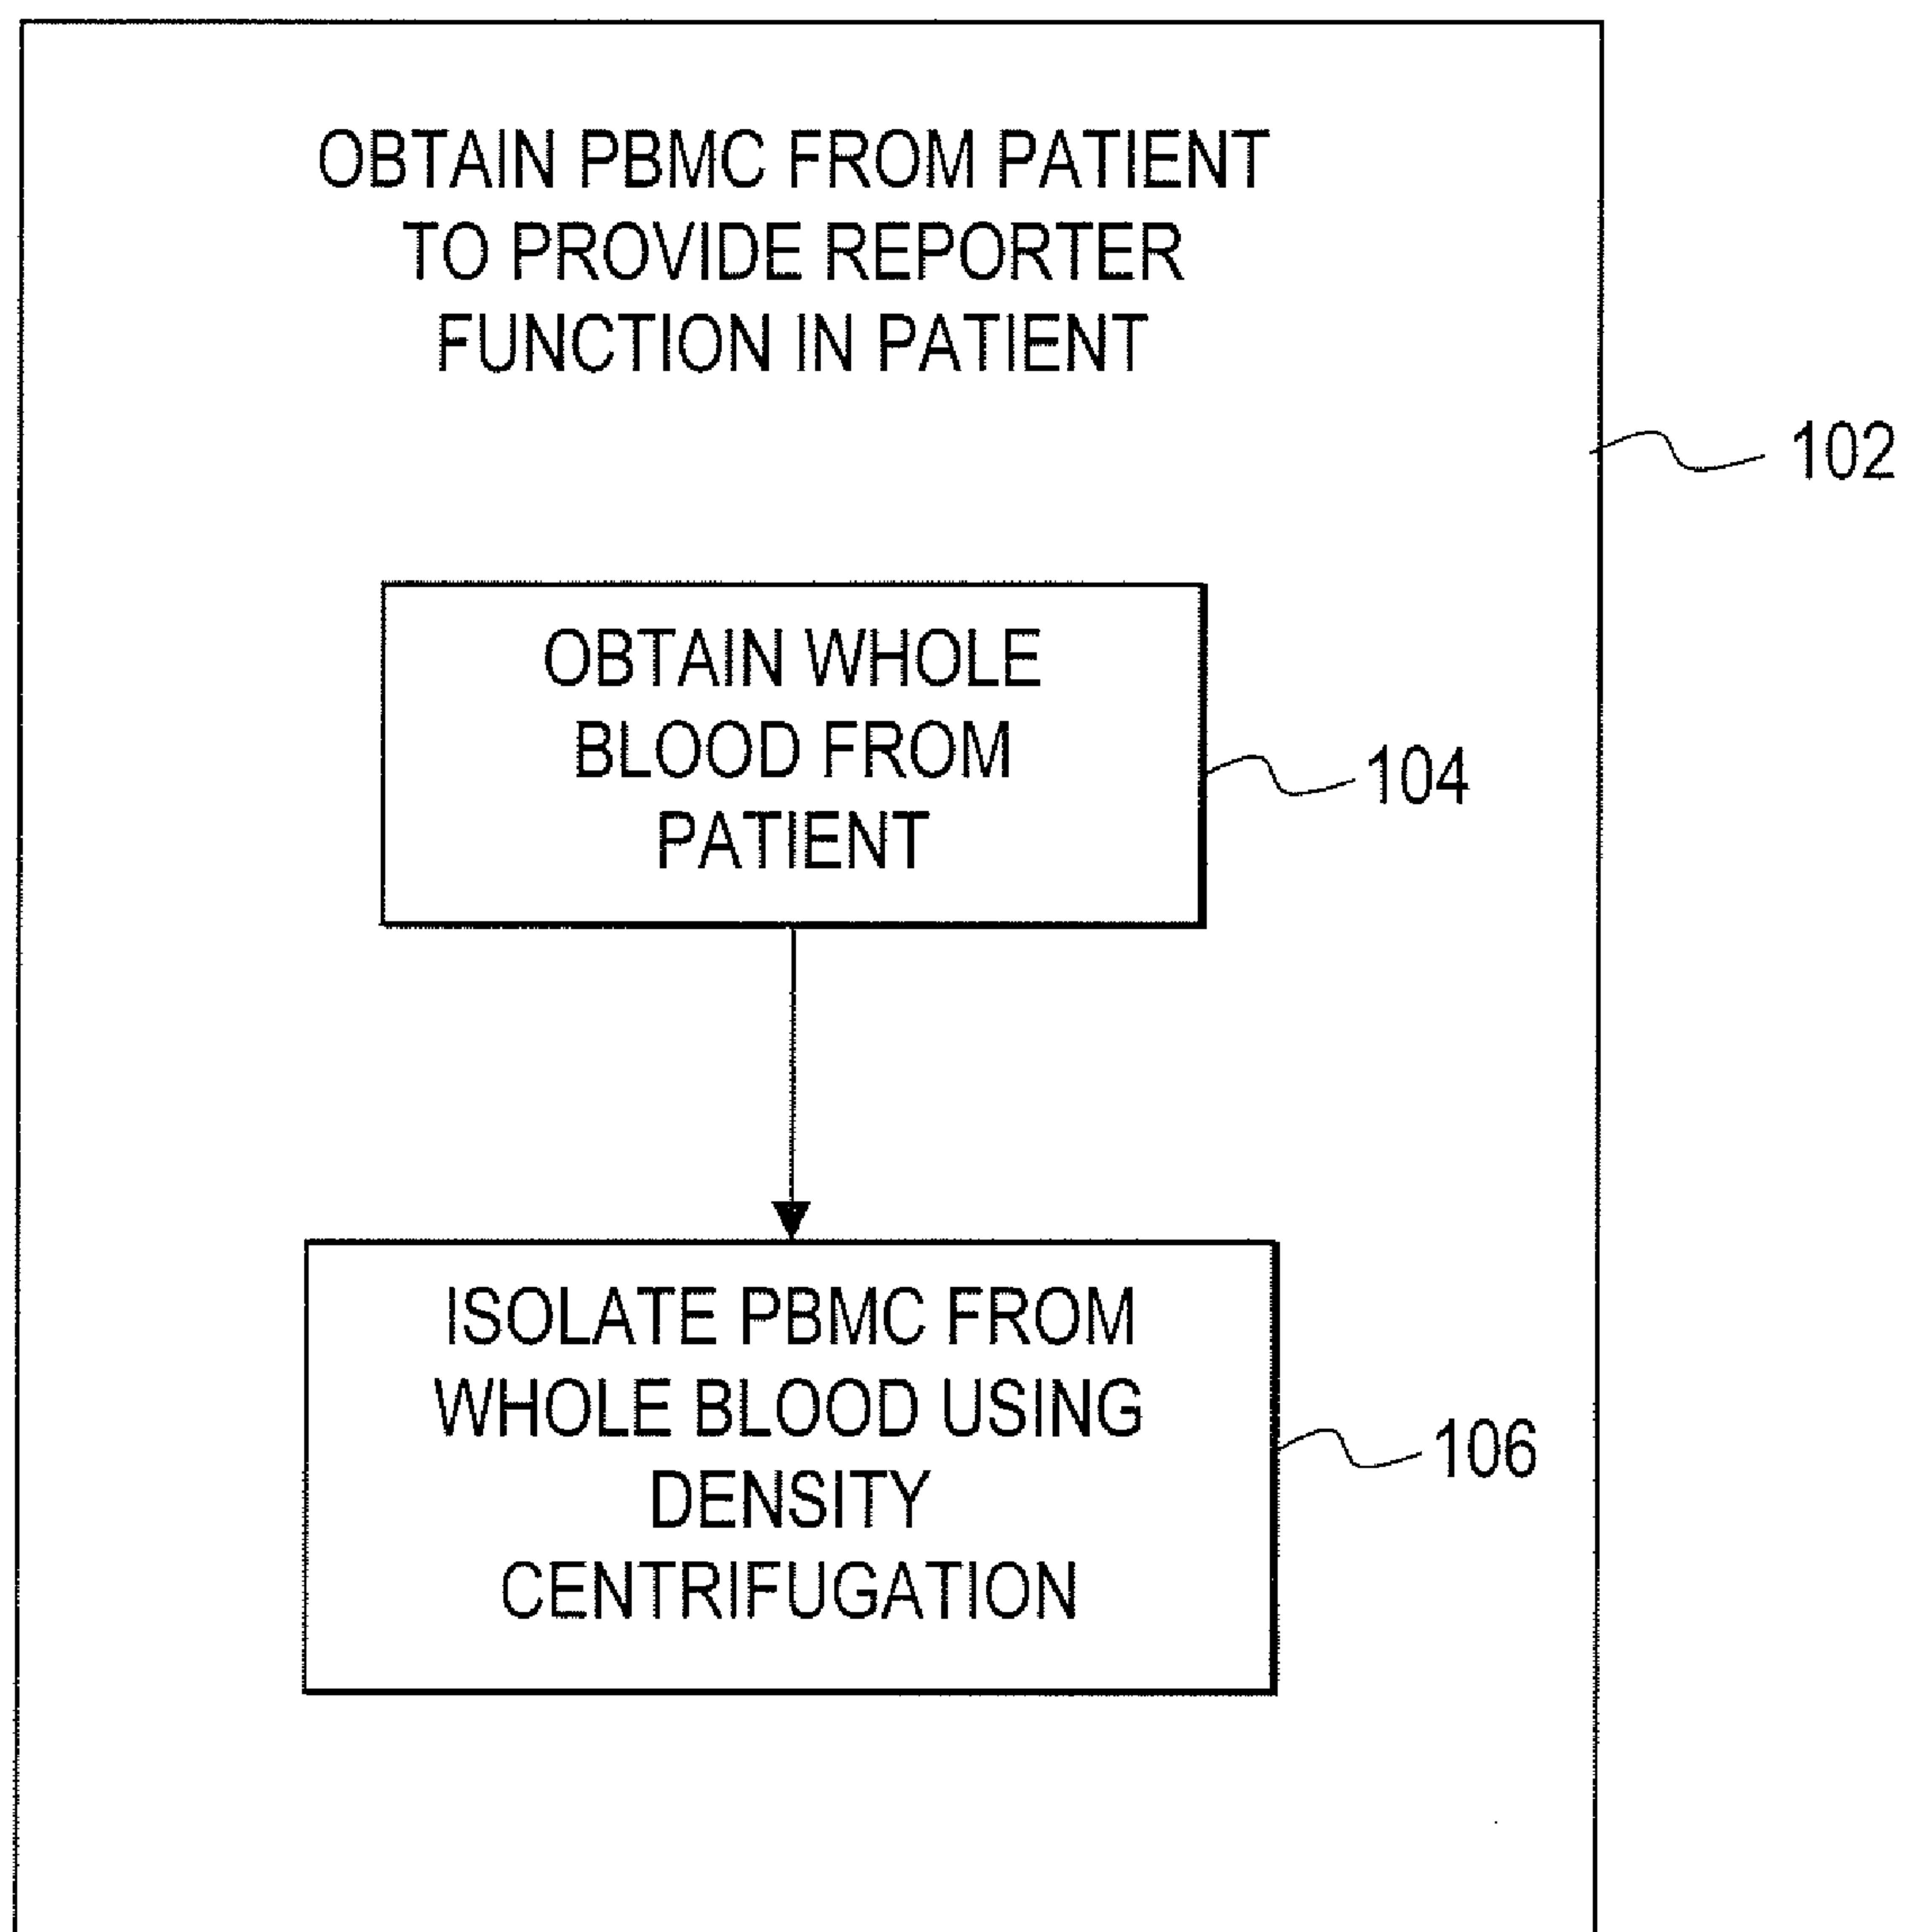 OBTAIN PBMC FROM PATIENT
TO PROVIDE REPORTER
FUNCTION IN PATIENT
102
OBTAIN WHOLE
BLOOD FROM
PATIENT
104
ISOLATE PBMC FROM
WHOLE BLOOD USING
DENSITY
CENTRIFUGATION
106